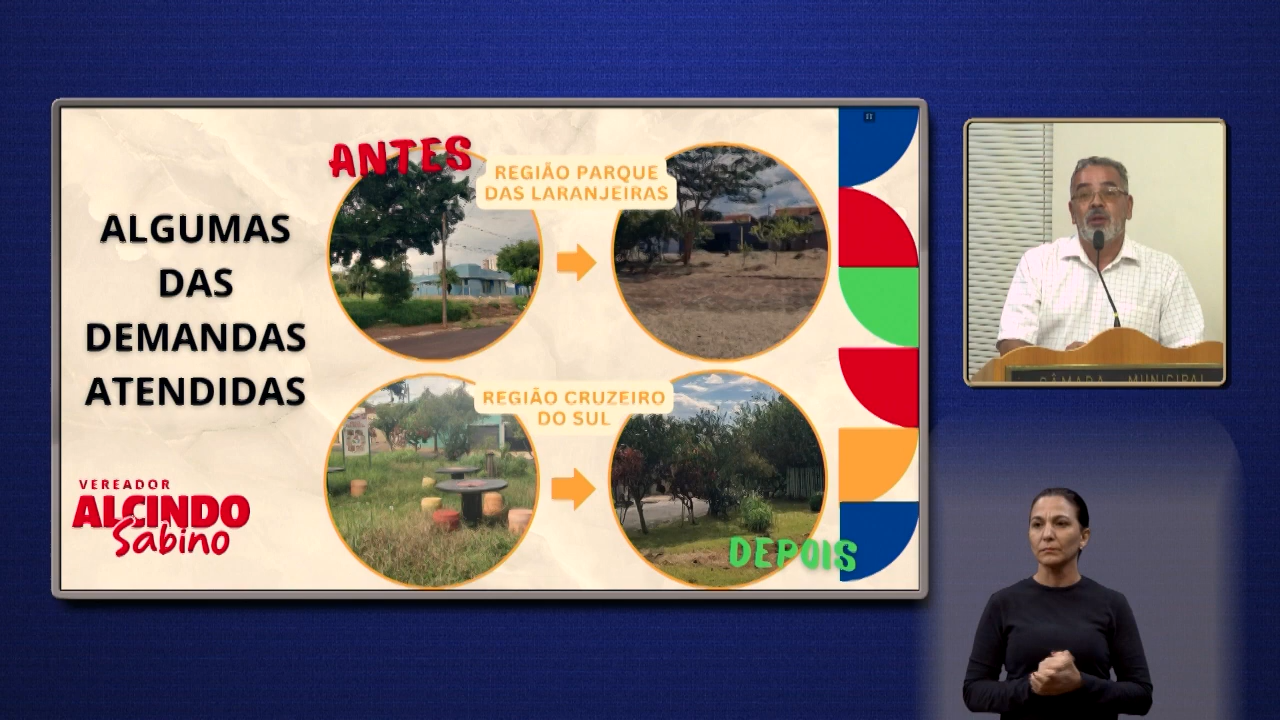 ALGUMAS
DAS
DEMANDAS
ATENDIDAS
VEREADOR
ALCINDO
Sabino
ANTES
REGIÃO PARQUE
DAS LARANJEIRAS
REGIÃO CRUZEIRO
DO SUL
DEPOIS
CÂMARA MUNICIPAL